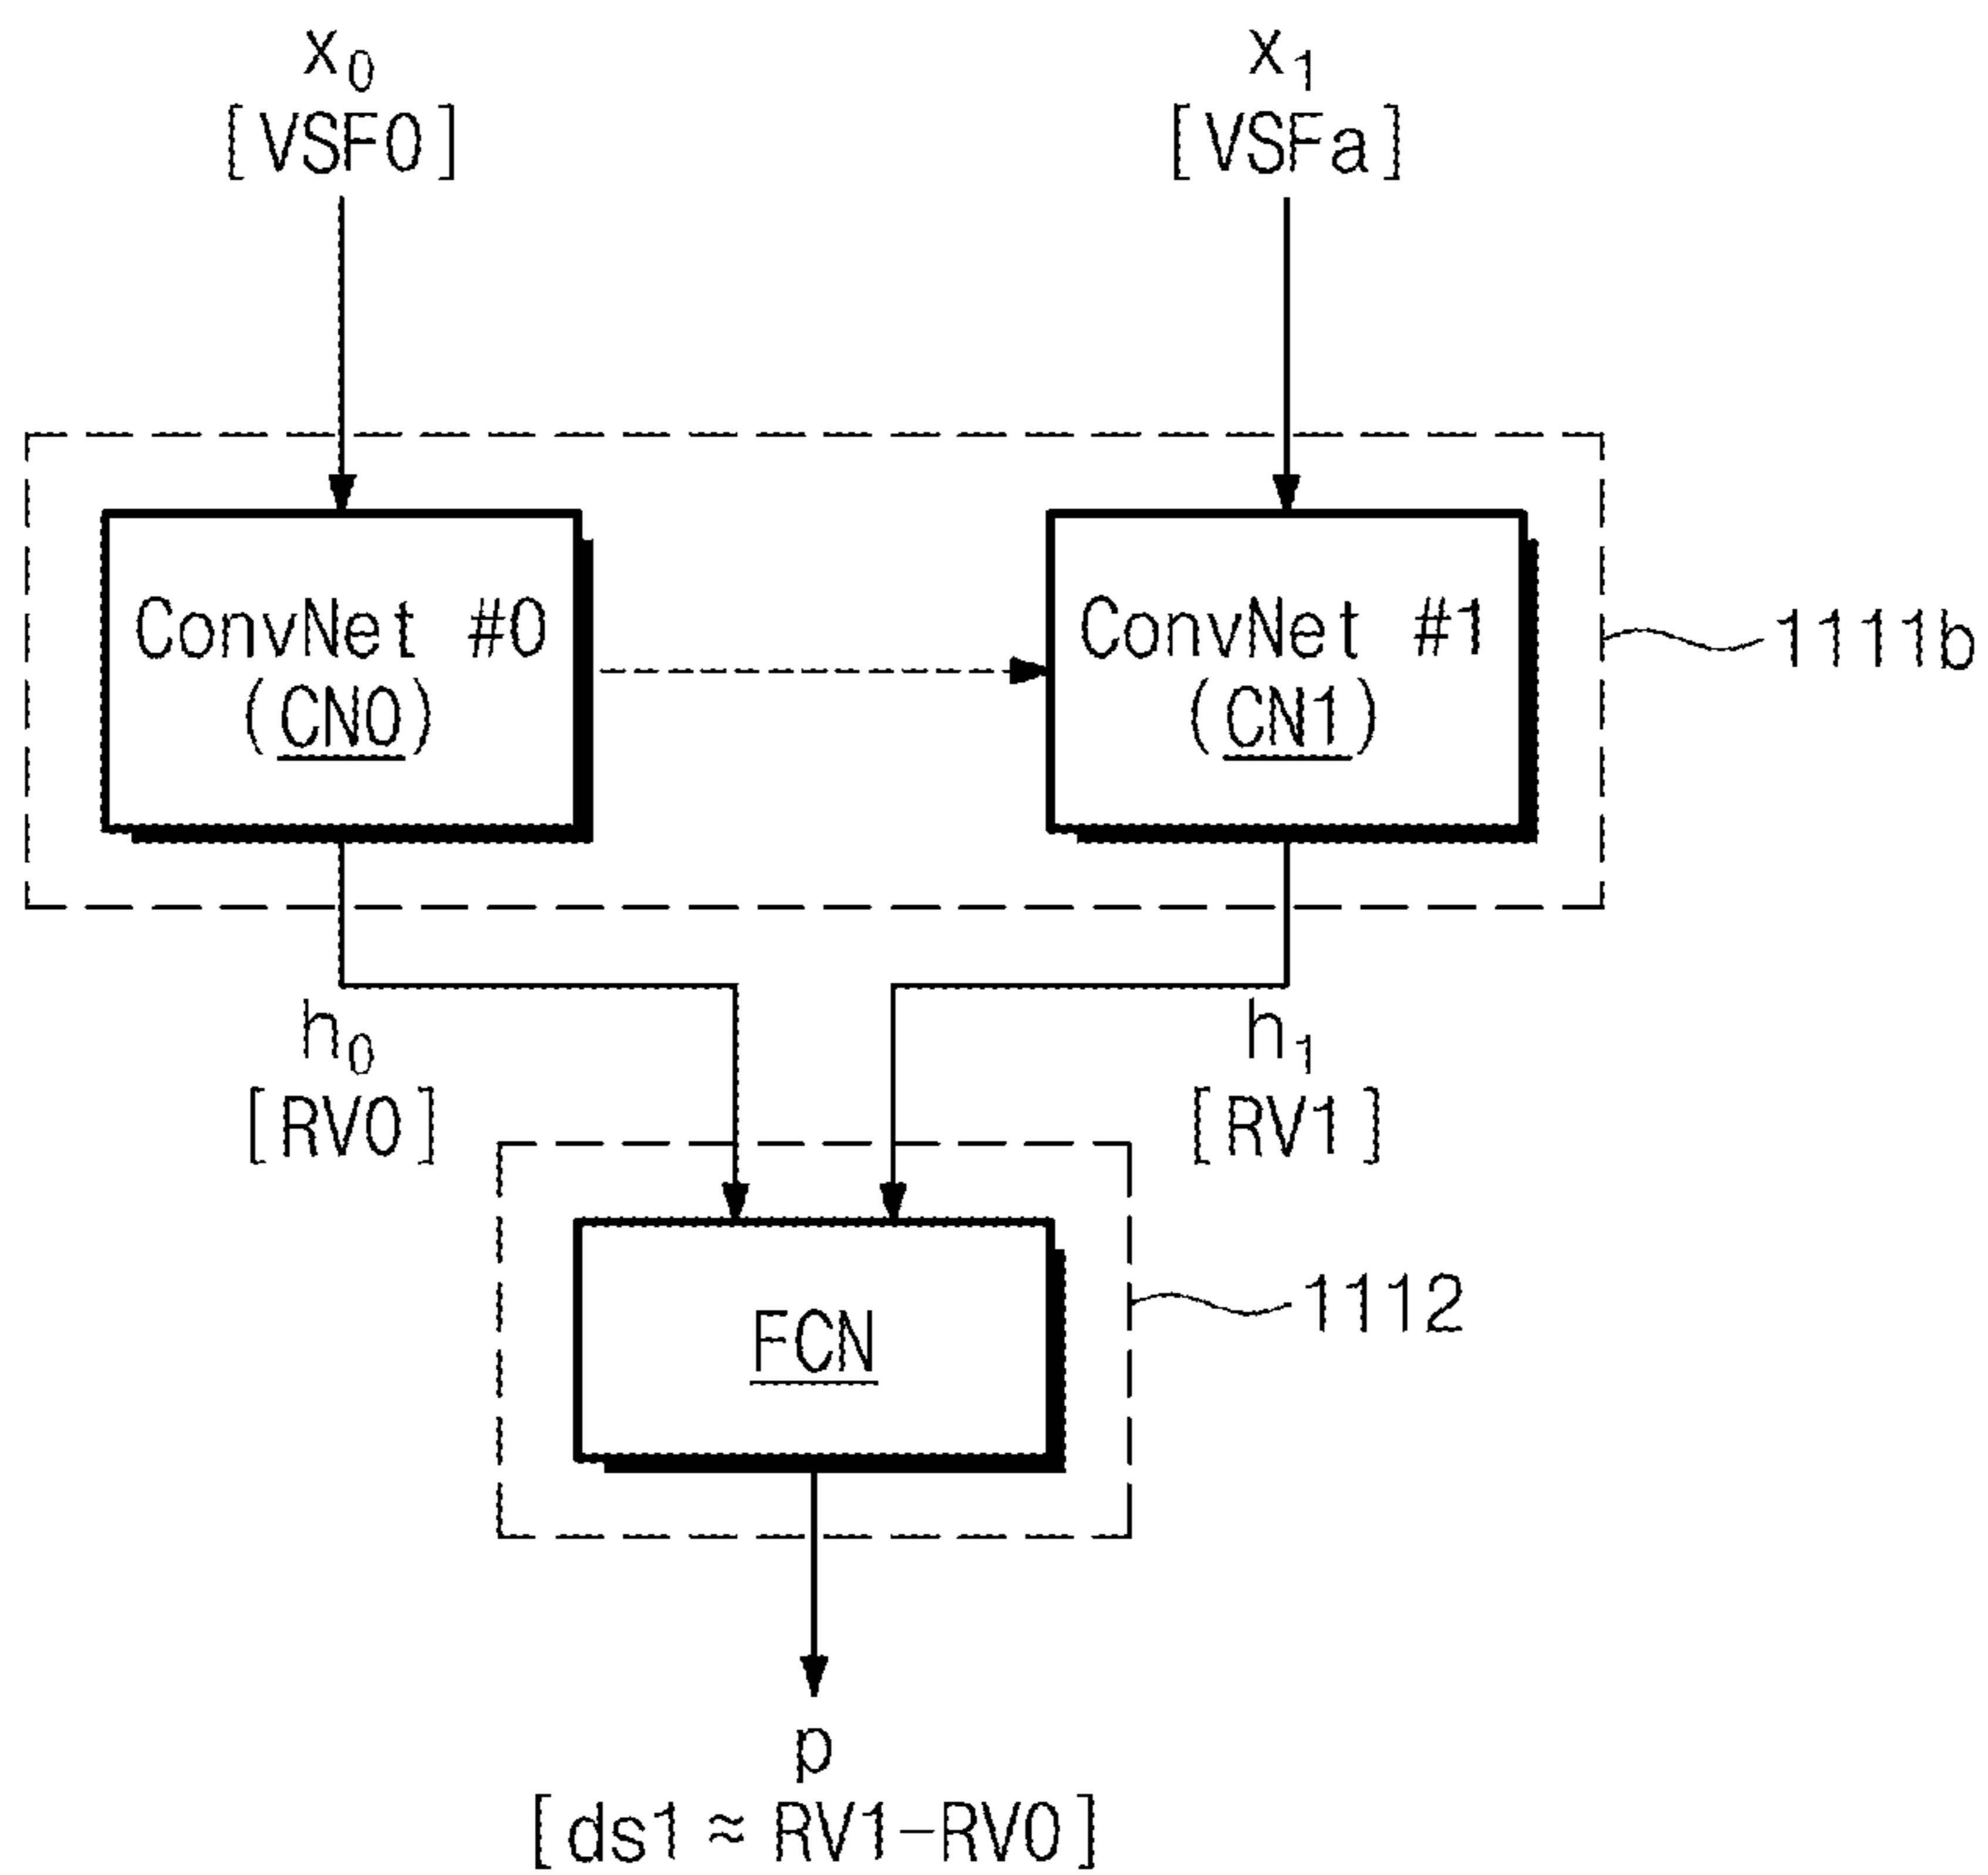 x0
[VSF0]
x1
[VSFa]
ConvNet #0
(CN0)
ConvNet #1
(CN1)
1111b
h0
[RV0]
h1
[RV1]
FCN
1112
p
[ds1≈RV1-RV0]